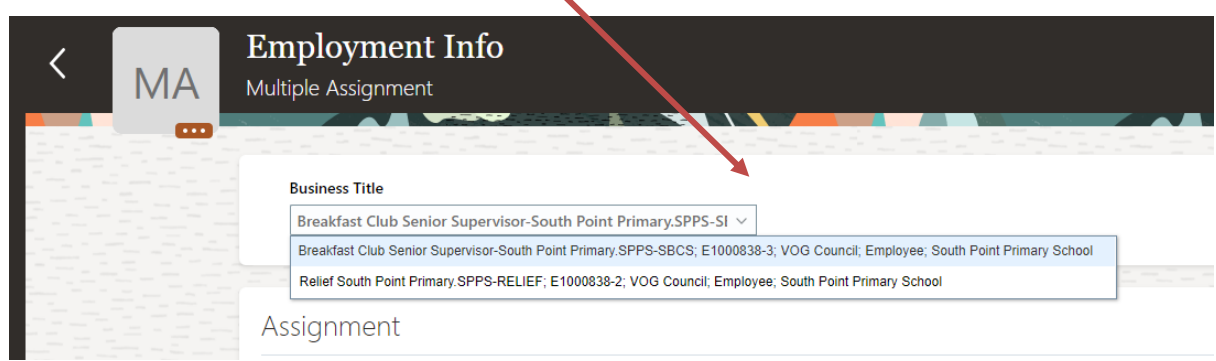 Employment Info
MA
Multiple Assignment
Business Title
Breakfast Club Senior Supervisor-South Point Primary.SPPS-SI
Breakfast Club Senior Supervisor-South Point Primary.SPPS-SBCS; E1000838-3; VOG Council; Employee; South Point Primary School
Relief South Point Primary.SPPS-RELIEF; E1000838-2; VOG Council; Employee; South Point Primary School
Assignment